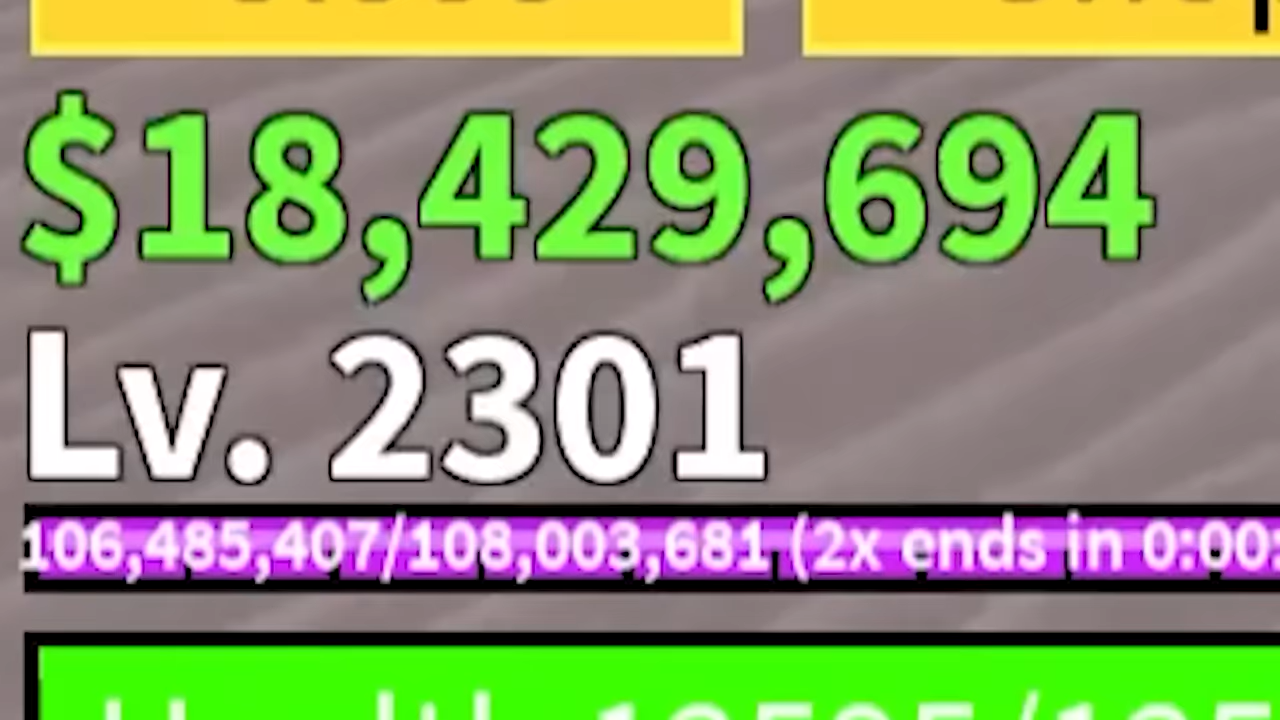 $18,429,694
Lv. 2301
106,485,407/108,003,681 (2x ends in 0:00: